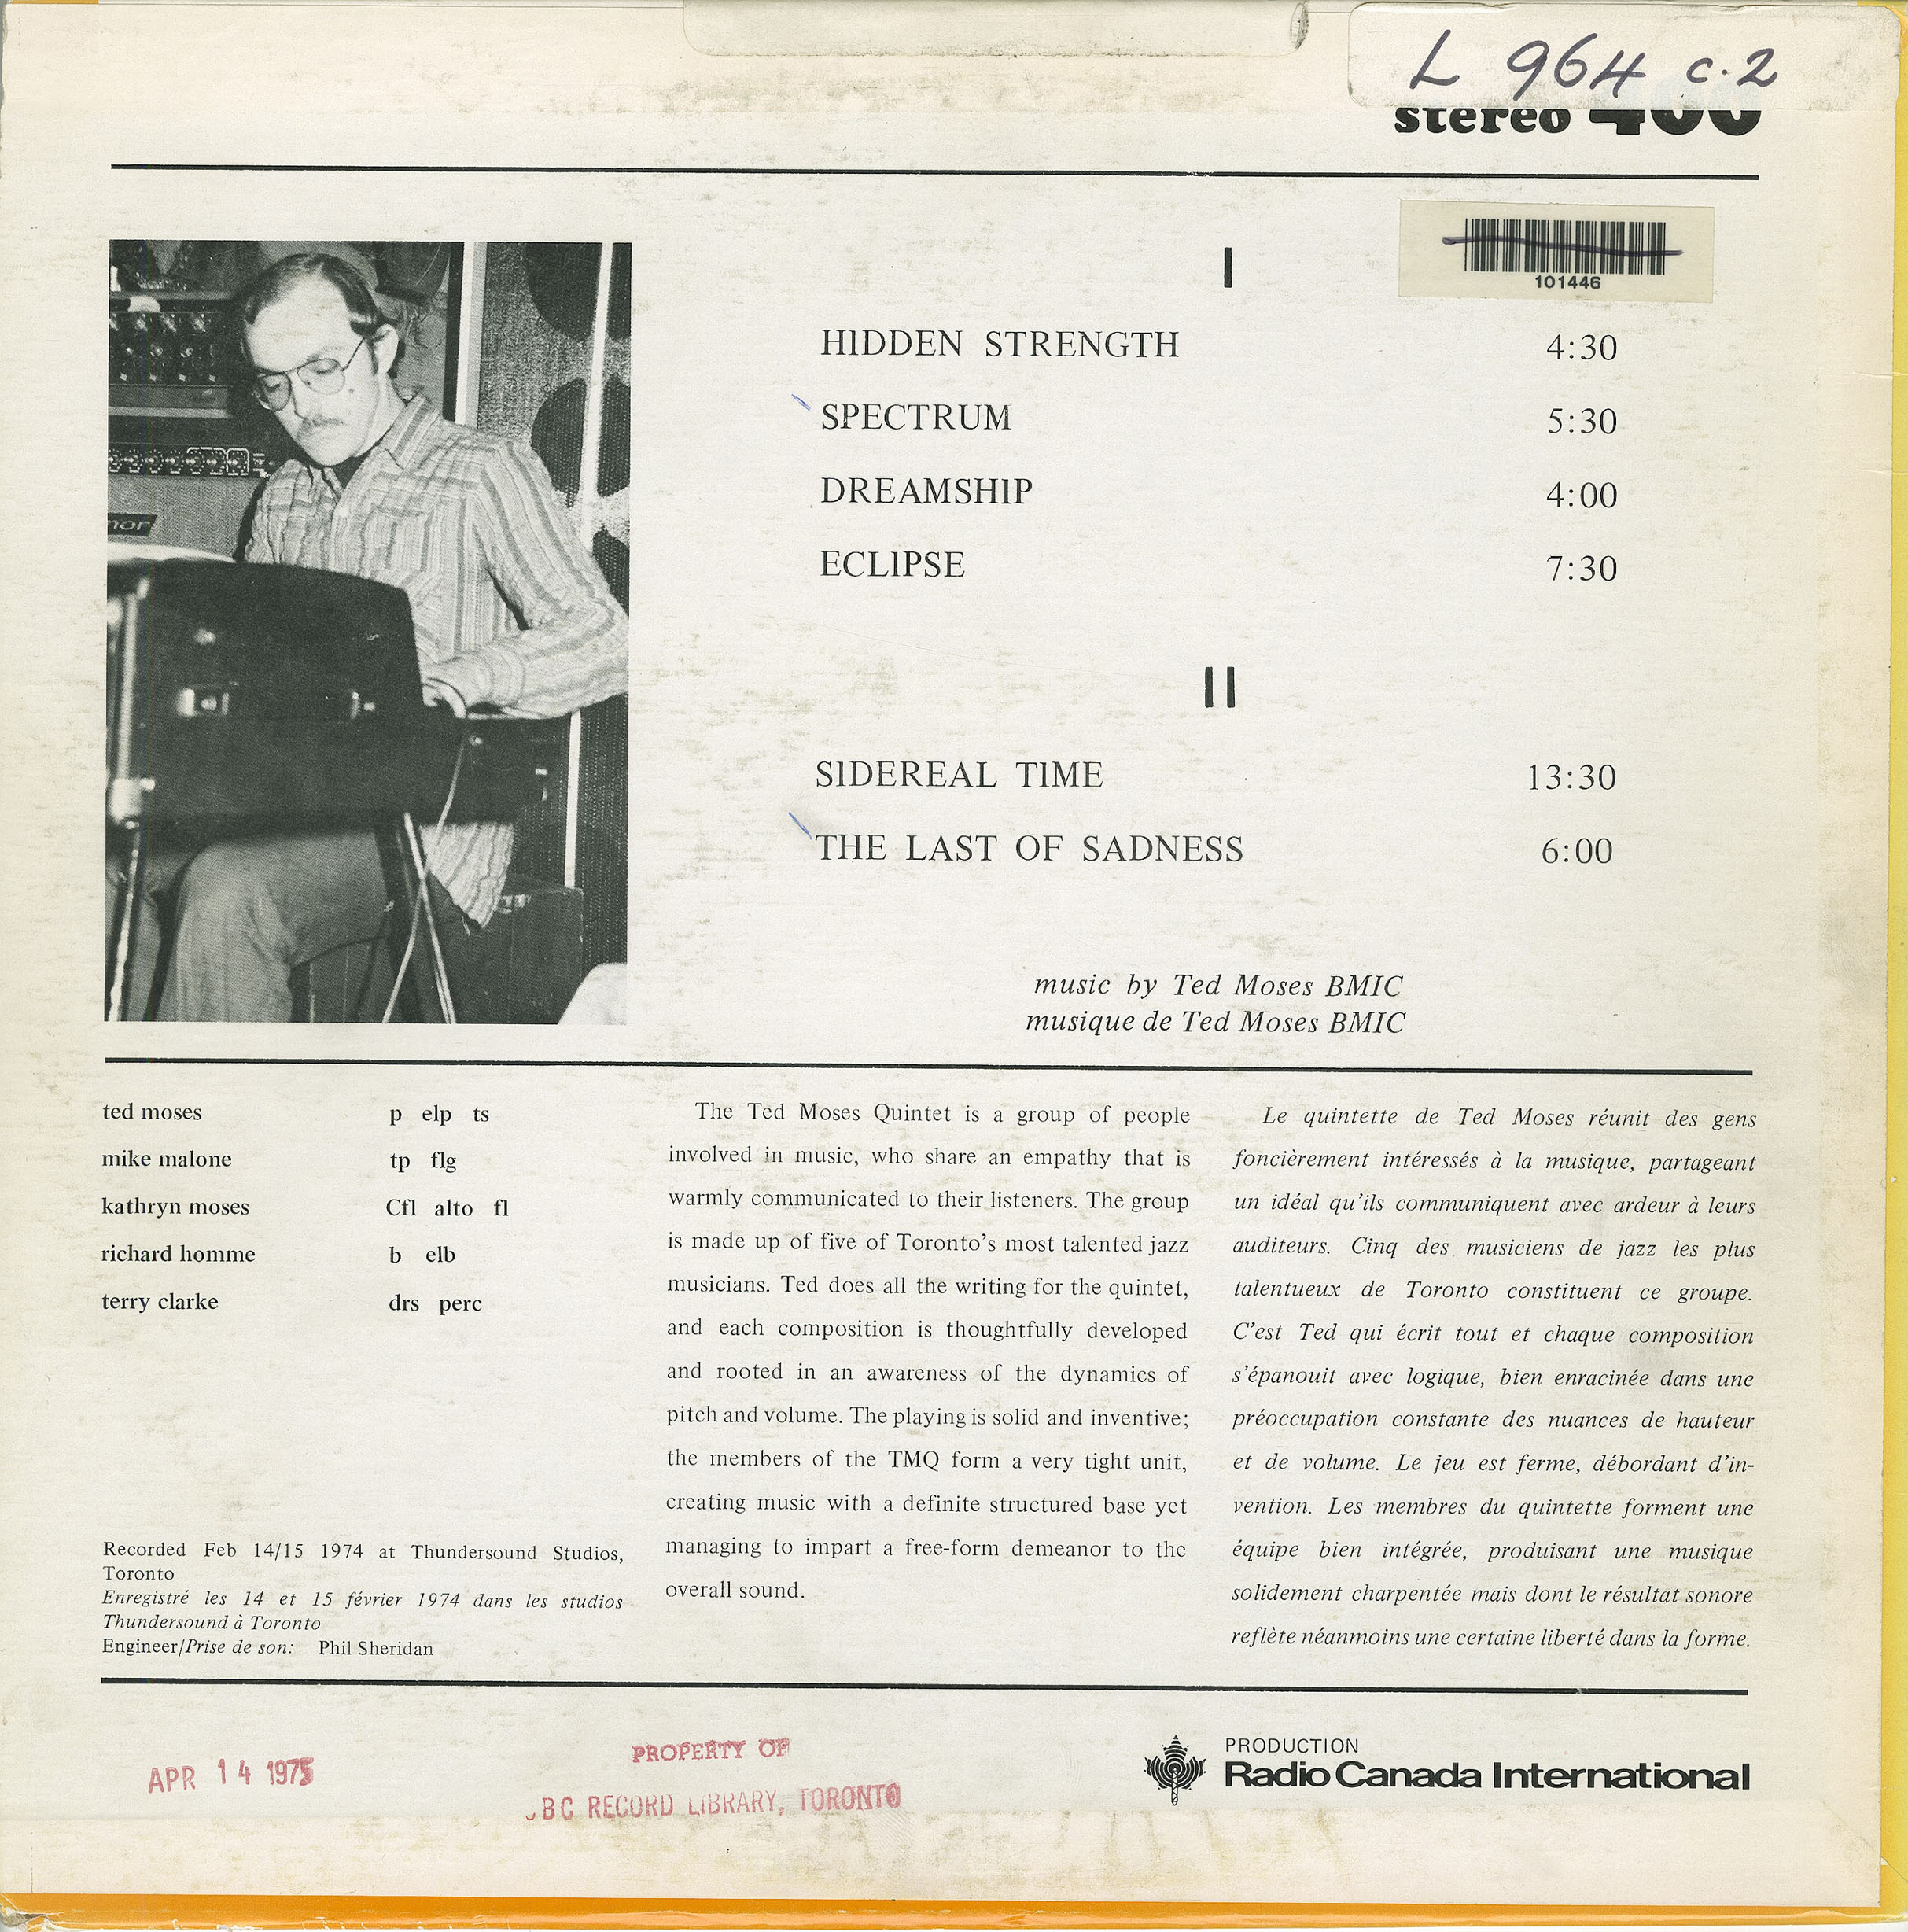 L 964 c.2
stereo 400
101446
I
HIDDEN STRENGTH 4:30
SPECTRUM 5:30
DREAMSHIP 4:00
ECLIPSE 7:30
II
SIDEREAL TIME 13:30
THE LAST OF SADNESS 6:00
music by Ted Moses BMIC
musique de Ted Moses BMIC
ted moses p elp ts
mike malone tp flg
kathryn moses Cfl alto fl
richard homme b elb
terry clarke drs perc
Recorded Feb 14/15 1974 at Thundersound Studios,
Toronto
Enregistré les 14 et 15 février 1974 dans les studios
Thundersound à Toronto
Engineer/Prise de son: Phil Sheridan
The Ted Moses Quintet is a group of people
involved in music, who share an empathy that is
warmly communicated to their listeners. The group
is made up of five of Toronto's most talented jazz
musicians. Ted does all the writing for the quintet,
and each composition is thoughtfully developed
and rooted in an awareness of the dynamics of
pitch and volume. The playing is solid and inventive;
the members of the TMQ form a very tight unit,
creating music with a definite structured base yet
managing to impart a free-form demeanor to the
overall sound.
Le quintette de Ted Moses réunit des gens
foncièrement intéressés à la musique, partageant
un idéal qu'ils communiquent avec ardeur à leurs
auditeurs. Cinq des musiciens de jazz les plus
talentueux de Toronto constituent ce groupe.
C'est Ted qui écrit tout et chaque composition
s'épanouit avec logique, bien enracinée dans une
préoccupation constante des nuances de hauteur
et de volume. Le jeu est ferme, débordant d'in-
vention. Les membres du quintette forment une
équipe bien intégrée, produisant une musique
solidement charpentée mais dont le résultat sonore
reflète néanmoins une certaine liberté dans la forme.
APR 14 1975
PROPERTY OF
BC RECORD LIBRARY, TORONTO
PRODUCTION
Radio Canada International